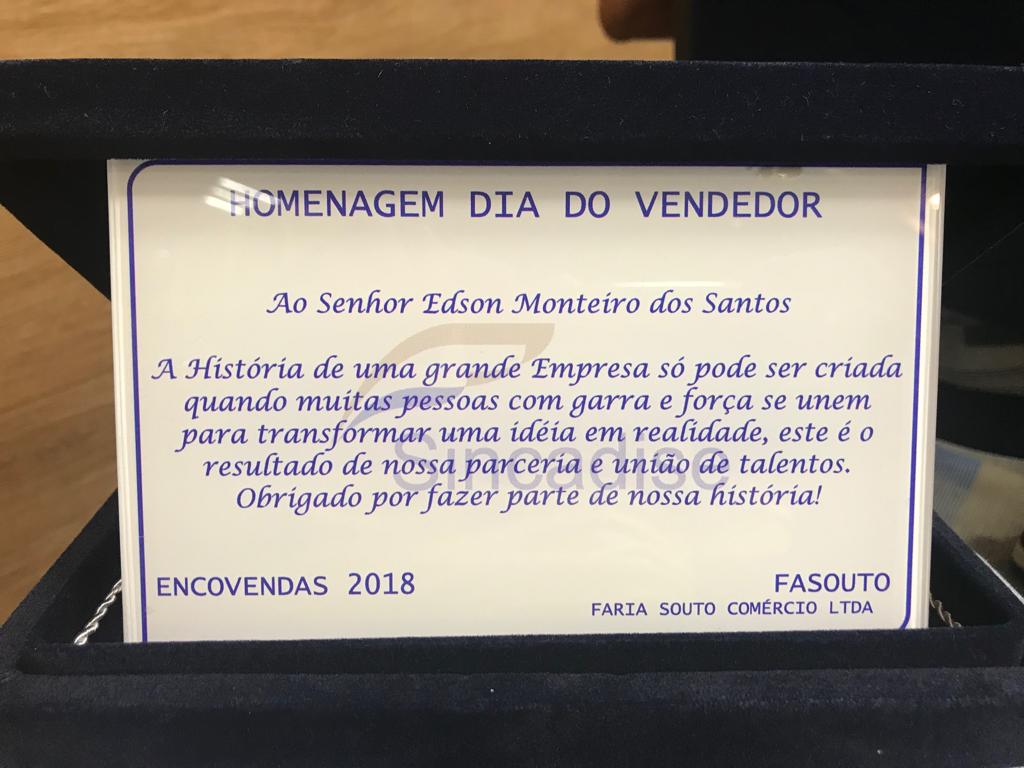 HOMENAGEM DIA DO VENDEDOR
Ao Senhor Edson Monteiro dos Santos
A História de uma grande Empresa só pode ser criada
quando muitas pessoas com garra e força se unem
para transformar uma idéia em realidade, este é o
resultado de nossa parceria e união de talentos.
Obrigado por fazer parte de nossa história!
Sincadise
ENCOVENDAS 2018
FASOUTO
FARIA SOUTO COMÉRCIO LTDA